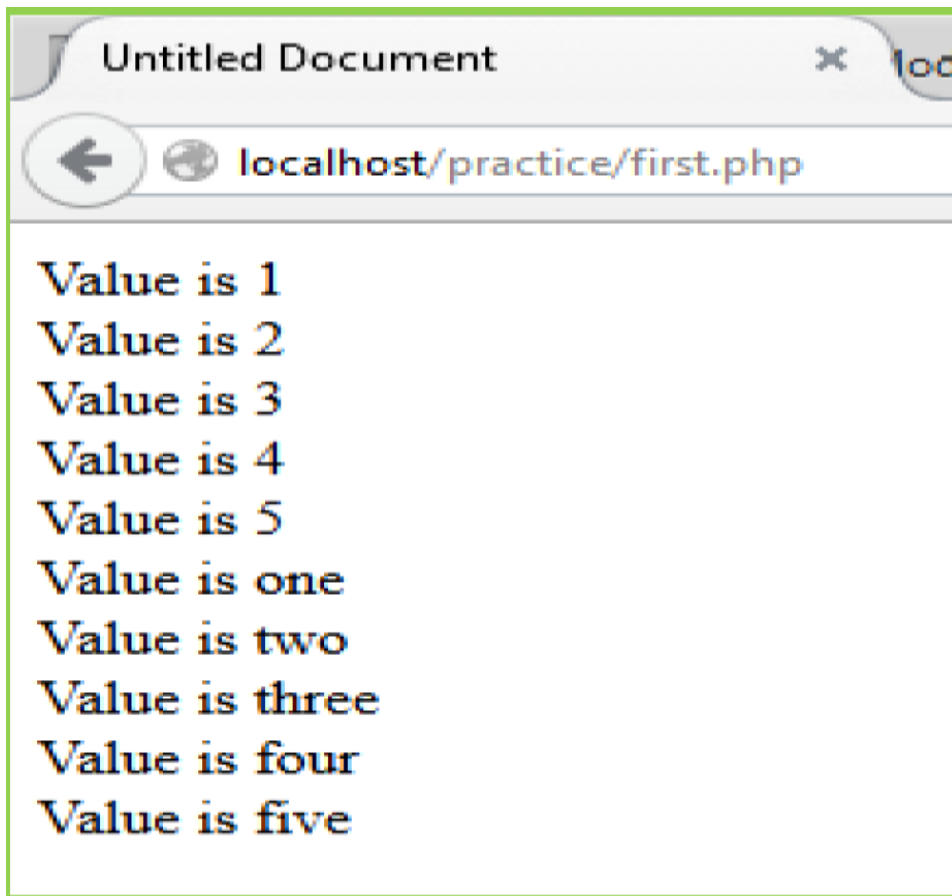 Untitled Document
localhost/practice/first.php
Value is 1
Value is 2
Value is 3
Value is 4
Value is 5
Value is one
Value is two
Value is three
Value is four
Value is five